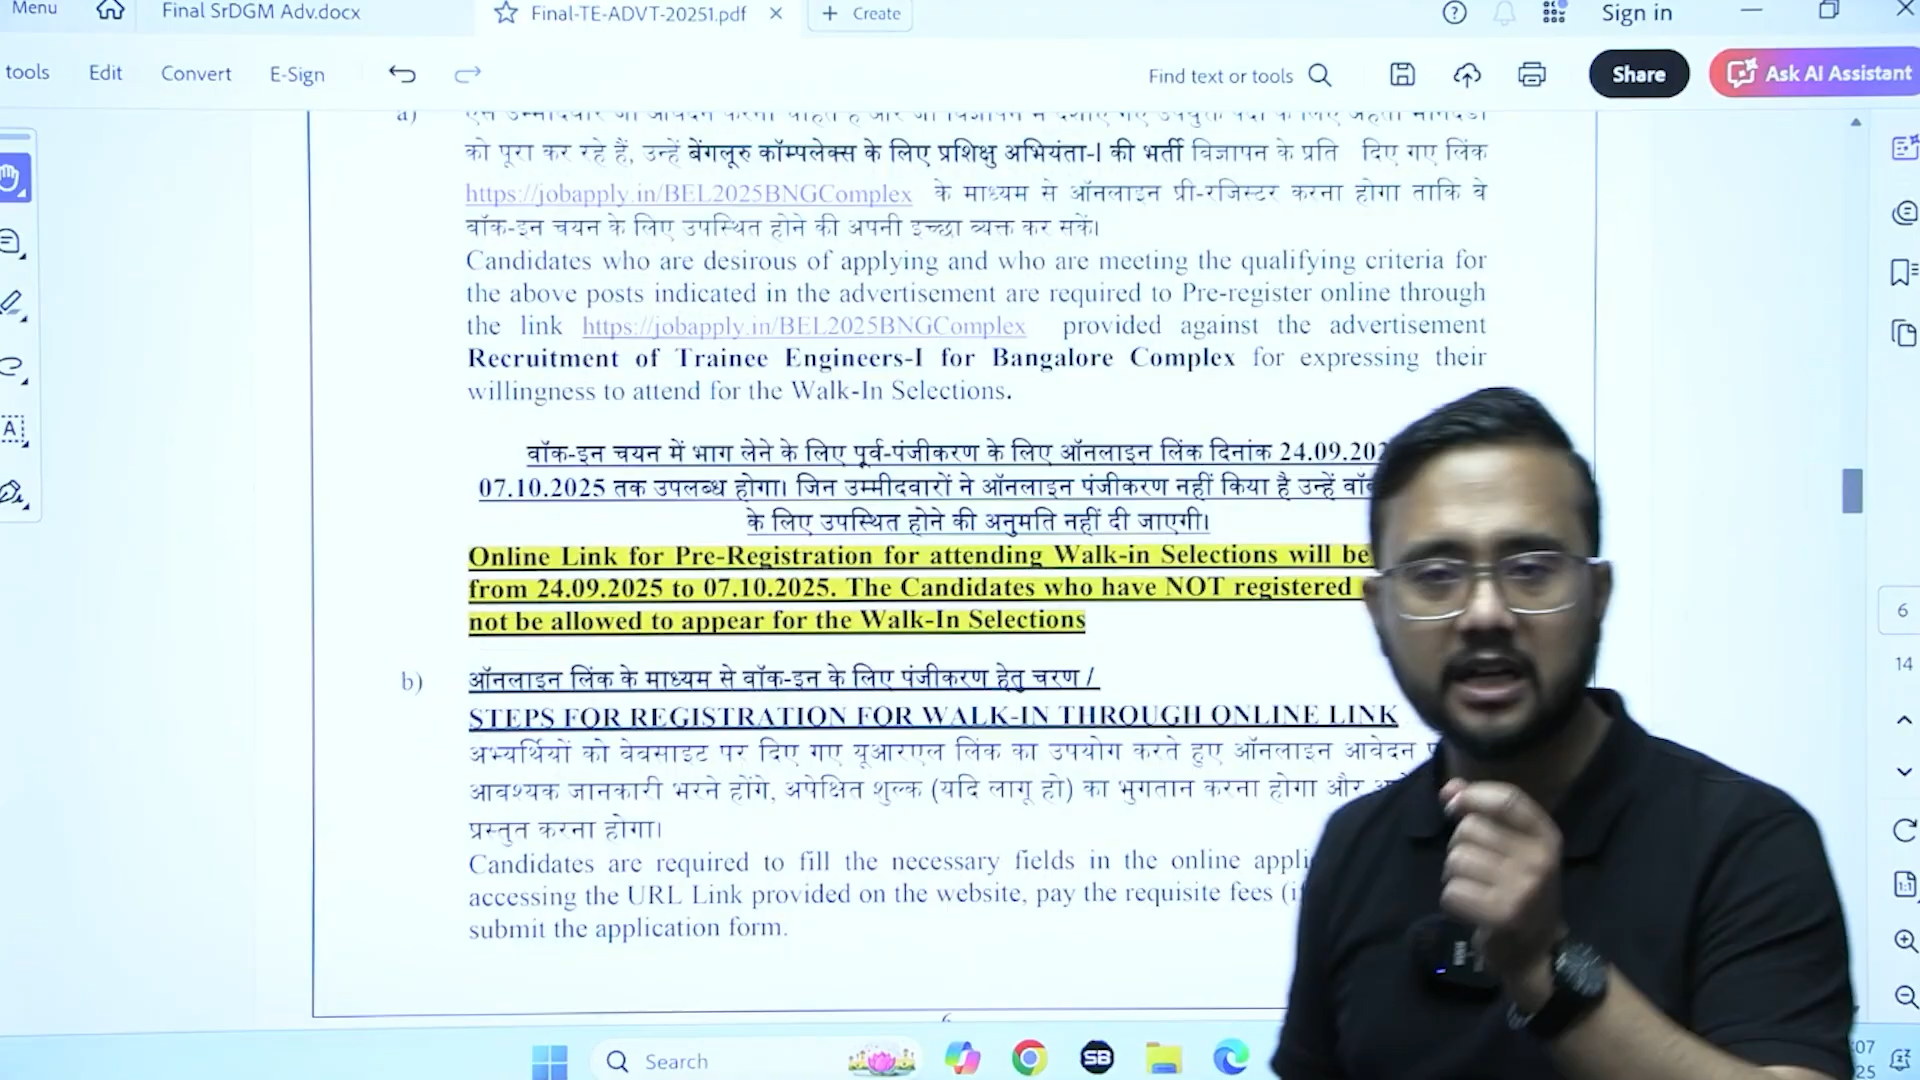 Menu
Final SrDGM Adv.docx
Final-TE-ADVT-20251.pdf
Create
Sign in
tools
Edit
Convert
E-Sign
Find text or tools
Share
Ask AI Assistant
a)
को पूरा कर रहे हैं, उन्हें बेंगलूरु कॉम्पलेक्स के लिए प्रशिक्षु अभियंता-I की भर्ती विज्ञापन के प्रति दिए गए लिंक
https://jobapply.in/BEL2025BNGComplex के माध्यम से ऑनलाइन प्री-रजिस्टर करना होगा ताकि वे
वॉक-इन चयन के लिए उपस्थित होने की अपनी इच्छा व्यक्त कर सकें।
Candidates who are desirous of applying and who are meeting the qualifying criteria for
the above posts indicated in the advertisement are required to Pre-register online through
the link https://jobapply.in/BEL2025BNGComplex provided against the advertisement
Recruitment of Trainee Engineers-I for Bangalore Complex for expressing their
willingness to attend for the Walk-In Selections.
वॉक-इन चयन में भाग लेने के लिए पूर्व-पंजीकरण के लिए ऑनलाइन लिंक दिनांक 24.09.202
07.10.2025 तक उपलब्ध होगा। जिन उम्मीदवारों ने ऑनलाइन पंजीकरण नहीं किया है उन्हें
के लिए उपस्थित होने की अनुमति नहीं दी जाएगी।
Online Link for Pre-Registration for attending Walk-in Selections will be
from 24.09.2025 to 07.10.2025. The Candidates who have NOT registered
not be allowed to appear for the Walk-In Selections
b) ऑनलाइन लिंक के माध्यम से वॉक-इन के लिए पंजीकरण हेतु चरण /
STEPS FOR REGISTRATION FOR WALK-IN THROUGH ONLINE LINK
अभ्यर्थियों को वेबसाइट पर दिए गए यूआरएल लिंक का उपयोग करते हुए ऑनलाइन आवेदन
आवश्यक जानकारी भरने होंगे, अपेक्षित शुल्क (यदि लागू हो) का भुगतान करना होगा और
प्रस्तुत करना होगा।
Candidates are required to fill the necessary fields in the online appli
accessing the URL Link provided on the website, pay the requisite fees (i
submit the application form.
6
14
Search
SB
07
25